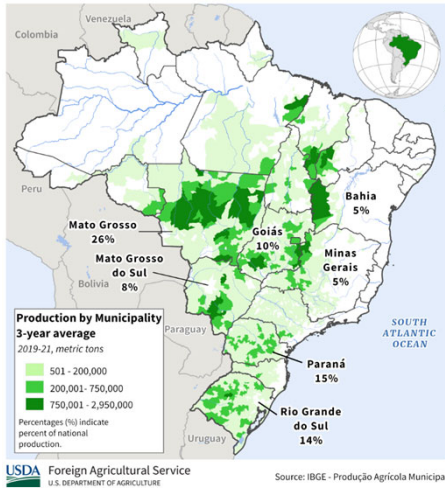 Venezuela
Colombia
Peru
Bahia
5%
Mato Grosso
26%
Goiás
10%
Mato Grosso
do Sul
8%
Minas
Gerais
5%
Bolivia
Production by Municipality
3-year average
2019-21, metric tons
501 - 200,000
200,001- 750,000
750,001 - 2,950,000
Percentages (%) indicate
percent of national
production.
Paraguay
SOUTH
ATLANTIC
OCEAN
Paraná
15%
Rio Grande
do Sul
14%
Uruguay
USDA Foreign Agricultural Service
U.S. DEPARTMENT OF AGRICULTURE
Source: IBGE - Produção Agrícola Municipa